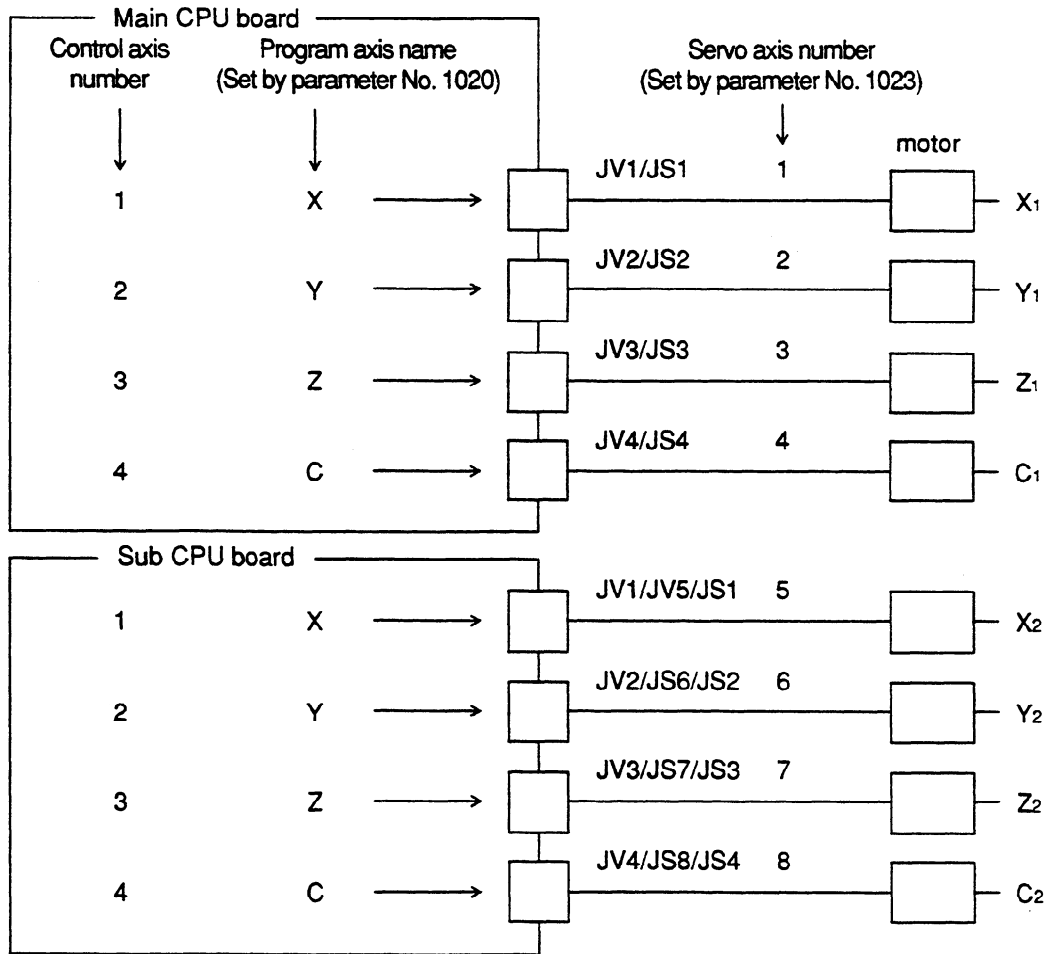 Main CPU board
Control axis number
Program axis name
(Set by parameter No. 1020)
Servo axis number
(Set by parameter No. 1023)
motor
1 X JV1/JS1 1 X1
2 Y JV2/JS2 2 Y1
3 Z JV3/JS3 3 Z1
4 C JV4/JS4 4 C1
Sub CPU board
1 X JV1/JV5/JS1 5 X2
2 Y JV2/JS6/JS2 6 Y2
3 Z JV3/JS7/JS3 7 Z2
4 C JV4/JS8/JS4 8 C2